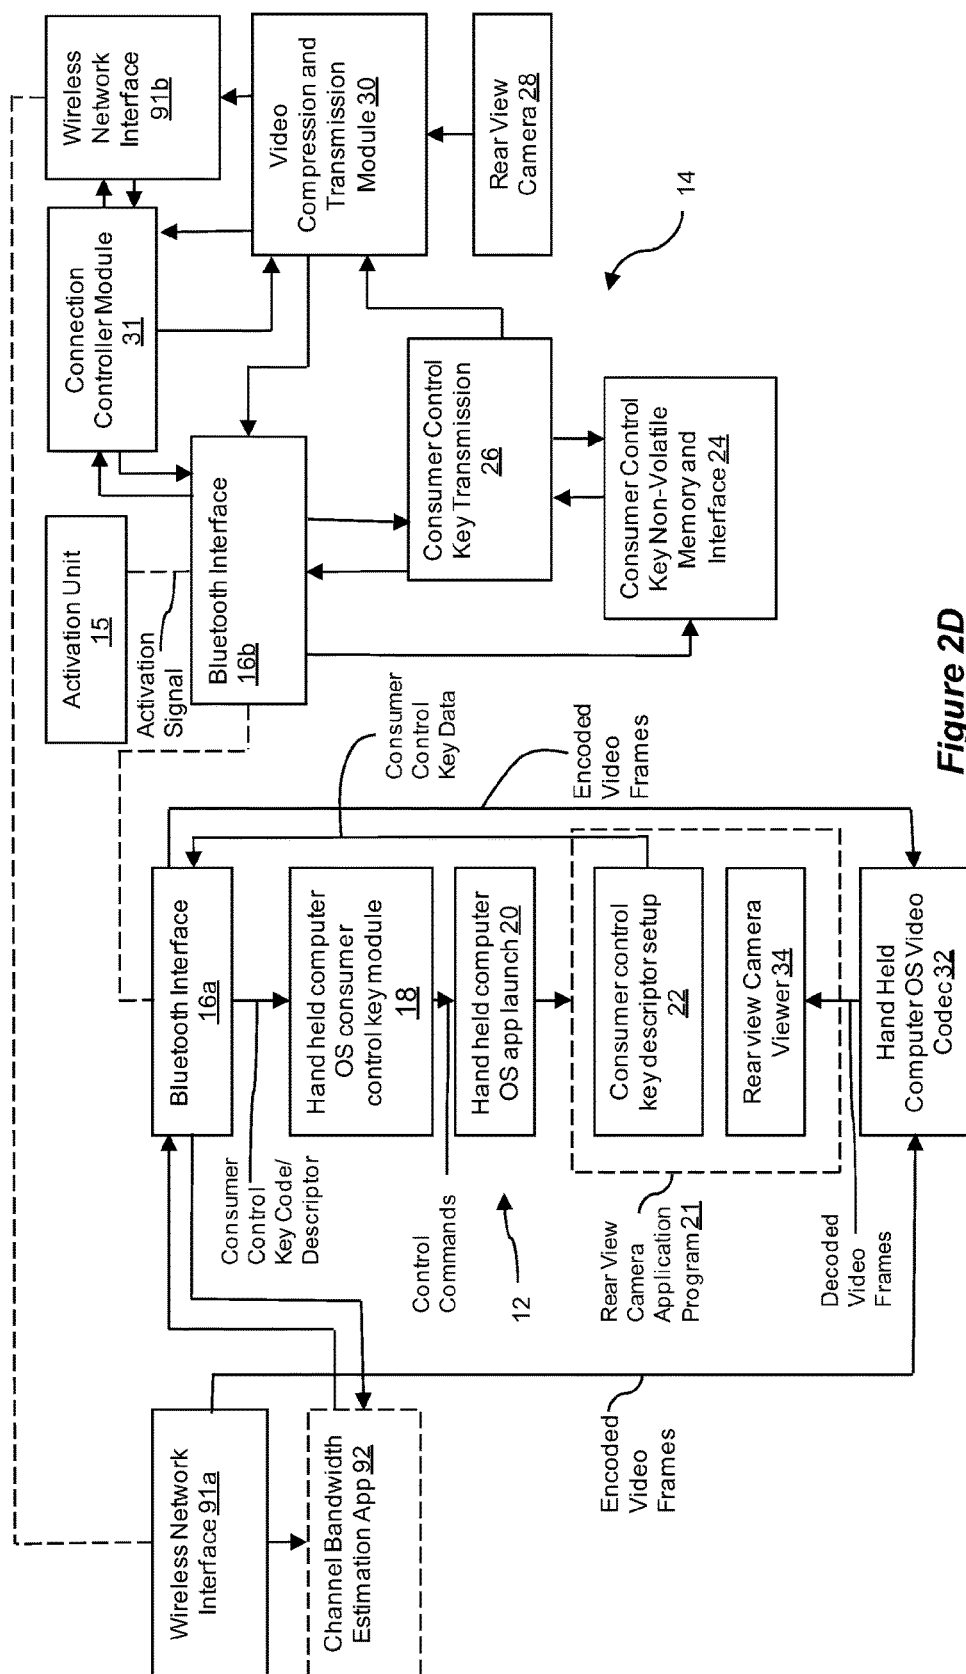 Wireless Network
Interface 91a
Channel Bandwidth
Estimation App 92
Encoded
Video
Frames
Bluetooth Interface
16a
Consumer
Control
Key Code/
Descriptor
Hand held computer
OS consumer
control key module
18
Control
Commands
Hand held computer
OS app launch 20
12
Rear View
Camera
Application
Program 21
Consumer control
key descriptor setup
22
Rear view Camera
Viewer 34
Decoded
Video
Frames
Hand Held
Computer OS Video
Codec 32
Consumer
Control
Key Data
Encoded
Video
Frames
Activation Unit
15
Activation
Signal
Bluetooth Interface
16b
Connection
Controller Module
31
Wireless
Network
Interface
91b
Video
Compression and
Transmission
Module 30
Rear View
Camera 28
Consumer Control
Key Transmission
26
Consumer Control
Key Non-Volatile
Memory and
Interface 24
14
Figure 2D